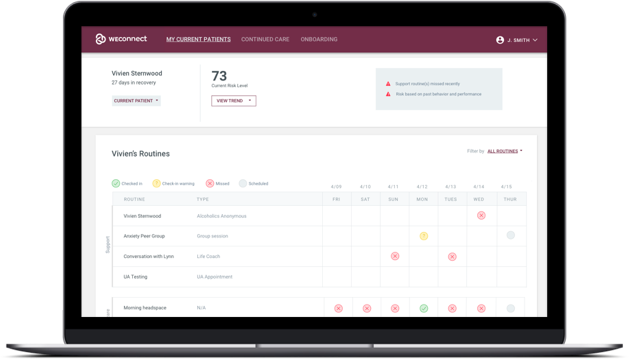 weconnect
MY CURRENT PATIENTS CONTINUED CARE ONBOARDING J. SMITH
Vivien Sternwood
27 days in recovery
CURRENT PATIENT
73
Current Risk Level
VIEW TREND
Support routine(s) missed recently
Risk based on past behavior and performance
Vivien's Routines
Filter by: ALL ROUTINES
Checked in Check-in warning Missed Scheduled
4/09 4/10 4/11 4/12 4/13 4/14 4/15
ROUTINE TYPE FRI SAT SUN MON TUES WED THUR
Support
Vivien Sternwood Alcoholics Anonymous
Anxiety Peer Group Group session
Conversation with Lynn Life Coach
UA Testing UA Appointment
Morning headspace N/A